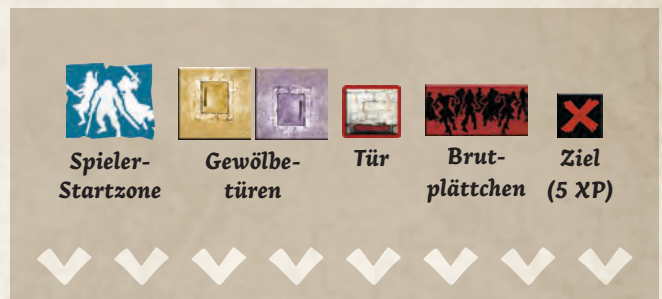 Spieler-
Startzone
Gewölbe-
türen
Tür
Brut-
plättchen
Ziel
(5 XP)